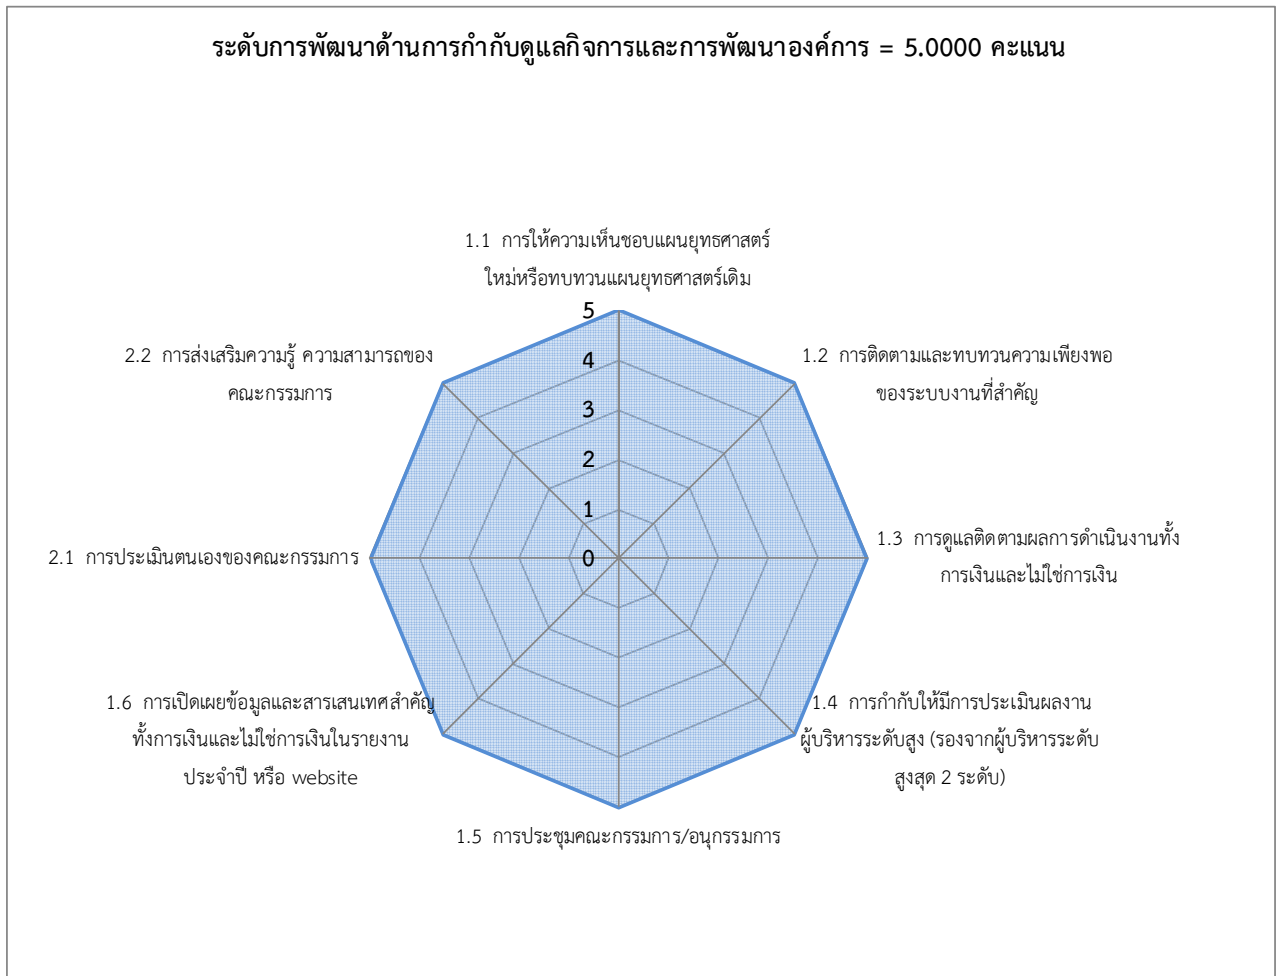 ระดับการพัฒนาด้านการกำกับดูแลกิจการและการพัฒนาองค์การ = 5.0000 คะแนน
1.1 การให้ความเห็นชอบแผนยุทธศาสตร์
ใหม่หรือทบทวนแผนยุทธศาสตร์เดิม
5
4
3
2
1
0
1.2 การติดตามและทบทวนความเพียงพอ
ของระบบงานที่สำคัญ
1.3 การดูแลติดตามผลการดำเนินงานทั้ง
การเงินและไม่ใช่การเงิน
1.4 การกำกับให้มีการประเมินผลงาน
ผู้บริหารระดับสูง (รองจากผู้บริหารระดับ
สูงสุด 2 ระดับ)
1.5 การประชุมคณะกรรมการ/อนุกรรมการ
1.6 การเปิดเผยข้อมูลและสารเสนเทศสำคัญ
ทั้งการเงินและไม่ใช่การเงินในรายงาน
ประจำปี หรือ website
2.1 การประเมินตนเองของคณะกรรมการ
2.2 การส่งเสริมความรู้ ความสามารถของ
คณะกรรมการ